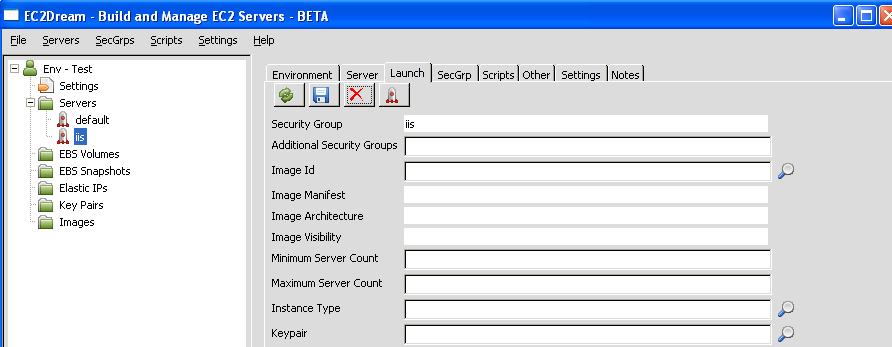 EC2Dream - Build and Manage EC2 Servers - BETA
File Servers SecGrps Scripts Settings Help
Env - Test
Settings
Servers
default
iis
EBS Volumes
EBS Snapshots
Elastic IPs
Key Pairs
Images
Environment Server Launch SecGrp Scripts Other Settings Notes
Security Group iis
Additional Security Groups
Image Id
Image Manifest
Image Architecture
Image Visibility
Minimum Server Count
Maximum Server Count
Instance Type
Keypair